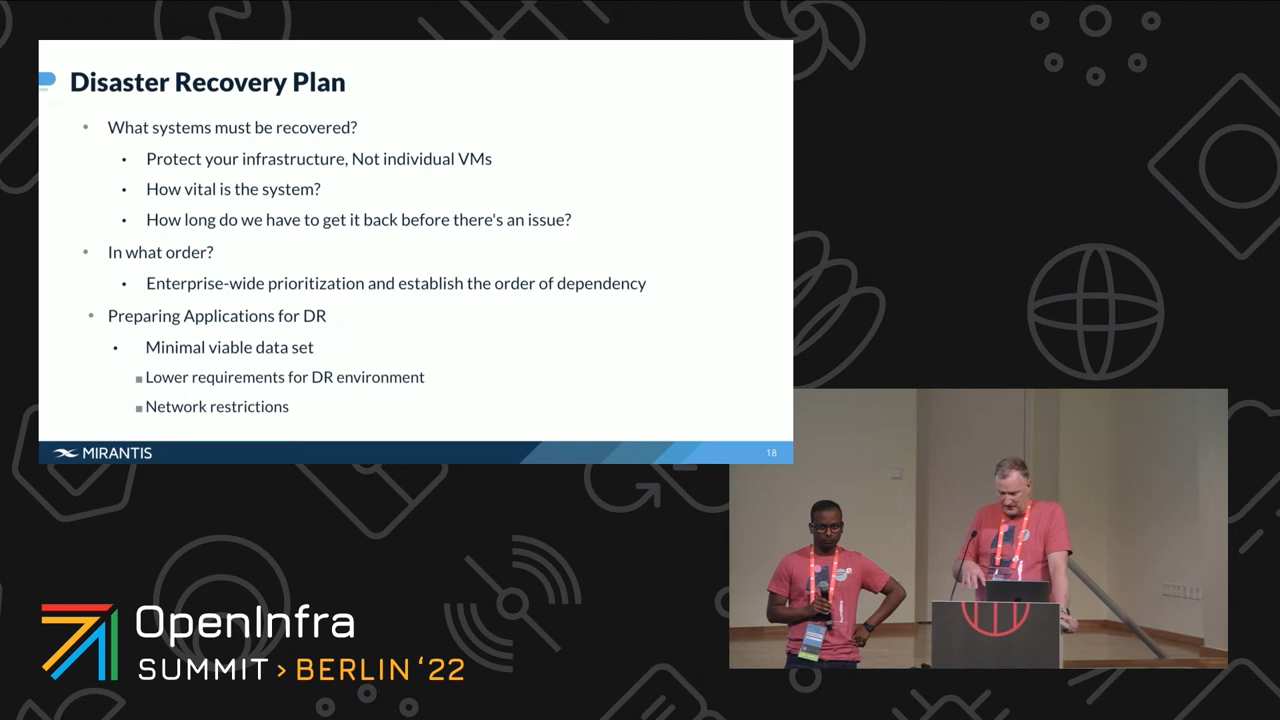 Disaster Recovery Plan
• What systems must be recovered?
• Protect your infrastructure, Not individual VMs
• How vital is the system?
• How long do we have to get it back before there's an issue?
• In what order?
• Enterprise-wide prioritization and establish the order of dependency
• Preparing Applications for DR
• Minimal viable data set
■ Lower requirements for DR environment
■ Network restrictions
MIRANTIS
18
OpenInfra
SUMMIT > BERLIN '22